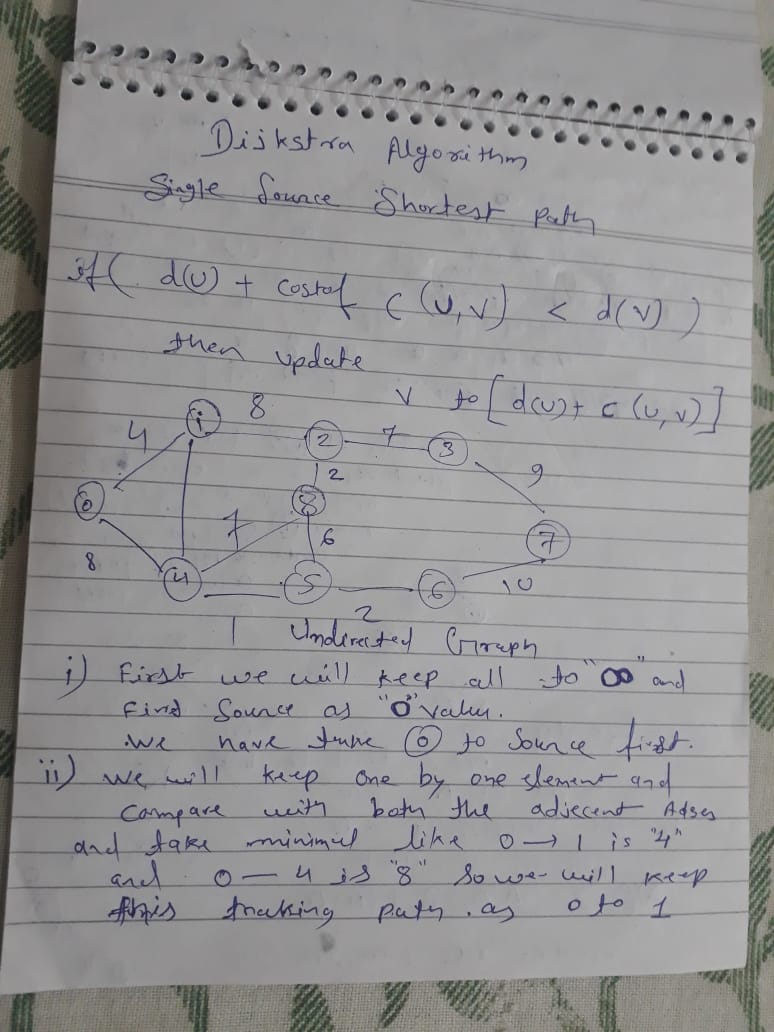 Dijkstra Algorithm
Single Source Shortest Path
if ( d(u) + cost of c (u,v) < d(v) )
then update
v to [ d(u) + c (u,v) ]
8
4 1 2 7 3
2 9
0 8
7 6 7
8 4 5 6 10
2
1 Undirected Graph
i) First we will keep all to "∞" and
find Source as "0" value.
We have 0 to Source first.
ii) we will keep one by one element and
Compare with both the adjecent
and take minimul like 0 → 1 is "4"
and 0 — 4 is "8" So we will keep
this path as 0 to 1